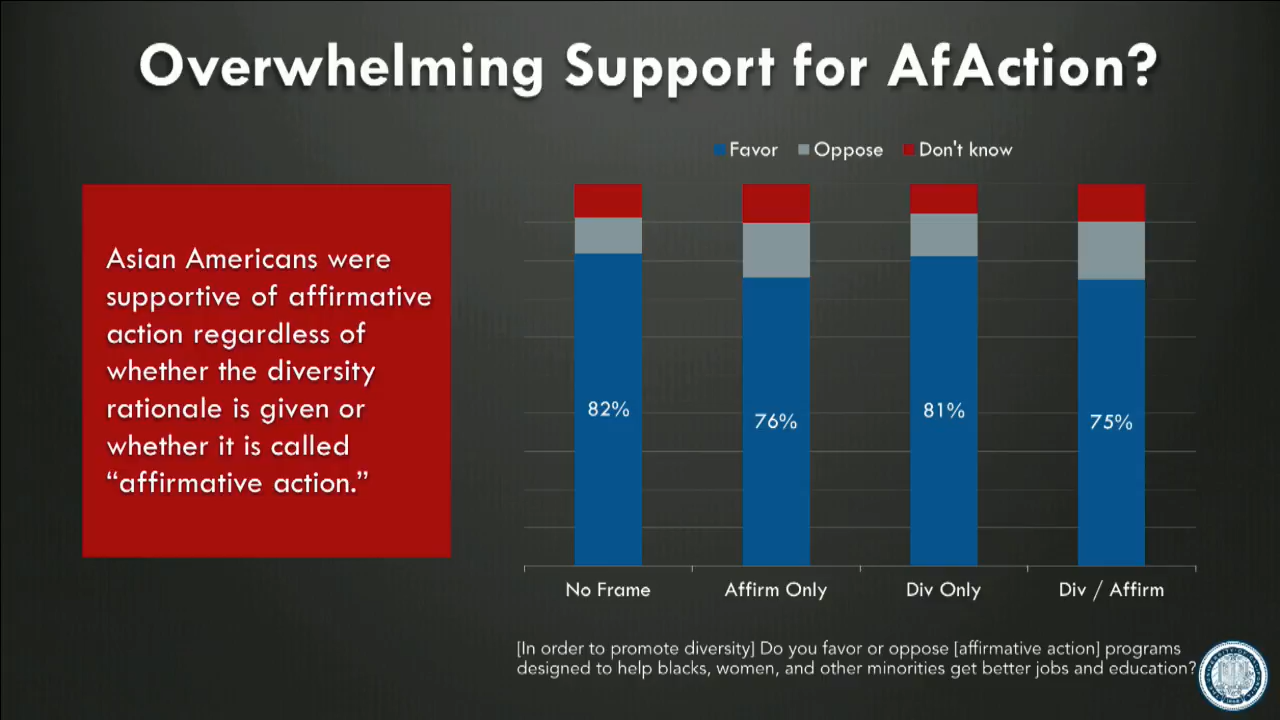 Overwhelming Support for AfAction?
Favor Oppose Don't know
Asian Americans were
supportive of affirmative
action regardless of
whether the diversity
rationale is given or
whether it is called
“affirmative action.”
82% 76% 81% 75%
No Frame Affirm Only Div Only Div / Affirm
[In order to promote diversity] Do you favor or oppose [affirmative action] programs
designed to help blacks, women, and other minorities get better jobs and education?